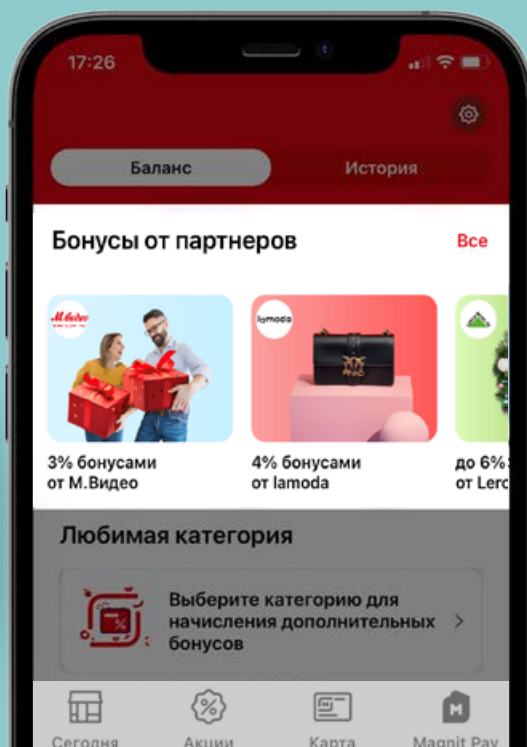 17:26
Баланс
История
Бонусы от партнеров
Все
М.Видео
lamoda
3% бонусами
от М.Видео
4% бонусами
от lamoda
до 6%
от Lero
Любимая категория
Выберите категорию для
начисления дополнительных
бонусов
Сегодня
Акции
Карта
Magnit Pay